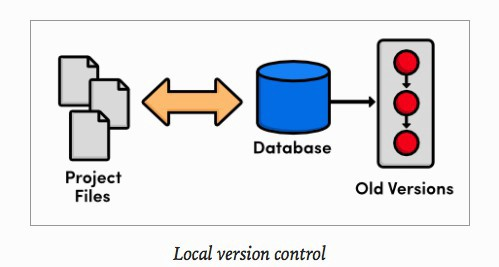 Project
Files
Database
Old Versions
Local version control